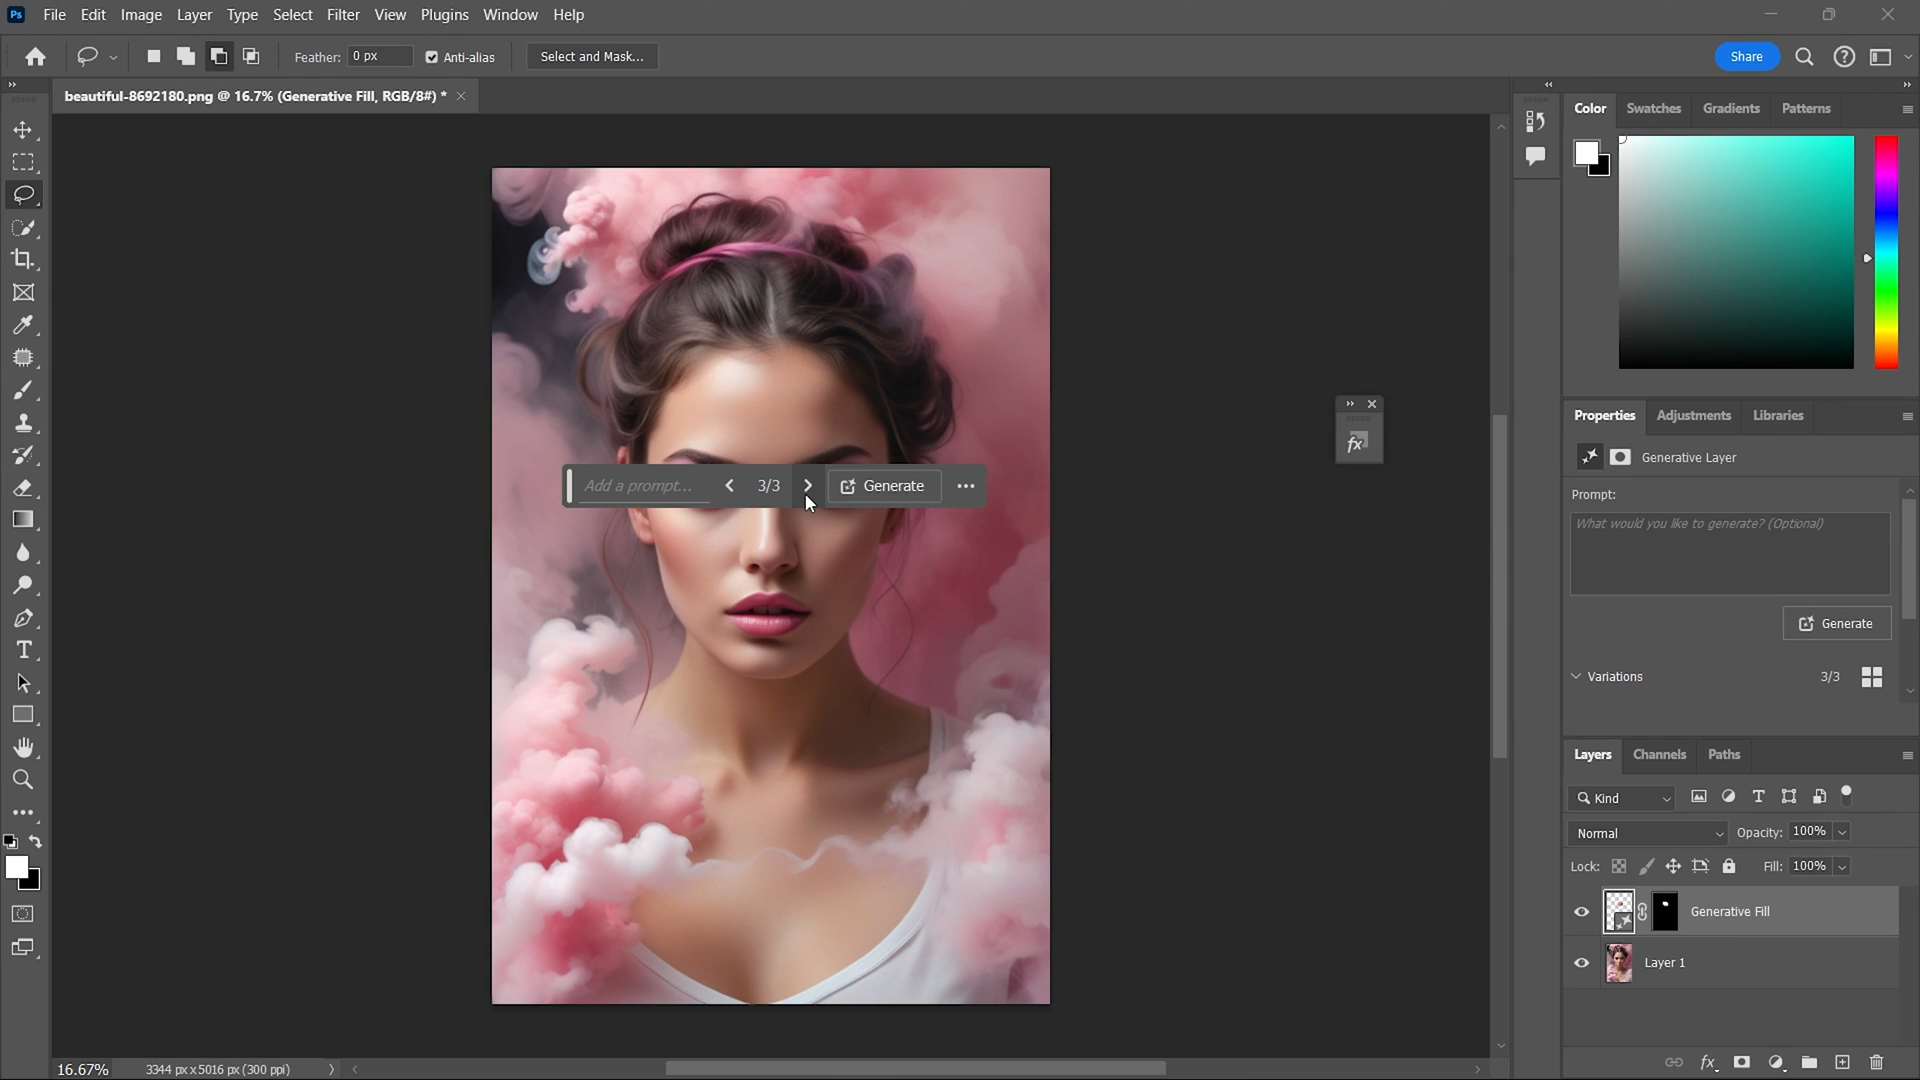 Ps File Edit Image Layer Type Select Filter View Plugins Window Help
Feather: 0 px Anti-alias Select and Mask... Share
beautiful-8692180.png @ 16.7% (Generative Fill, RGB/8#) *
Color Swatches Gradients Patterns
Properties Adjustments Libraries
fx
Generative Layer
Add a prompt... 3/3 Generate
Prompt:
What would you like to generate? (Optional)
Generate
Variations 3/3
Layers Channels Paths
Kind
Normal Opacity: 100%
Lock: Fill: 100%
Generative Fill
Layer 1
16.67% 3344 px x 5016 px (300 ppi)
fx